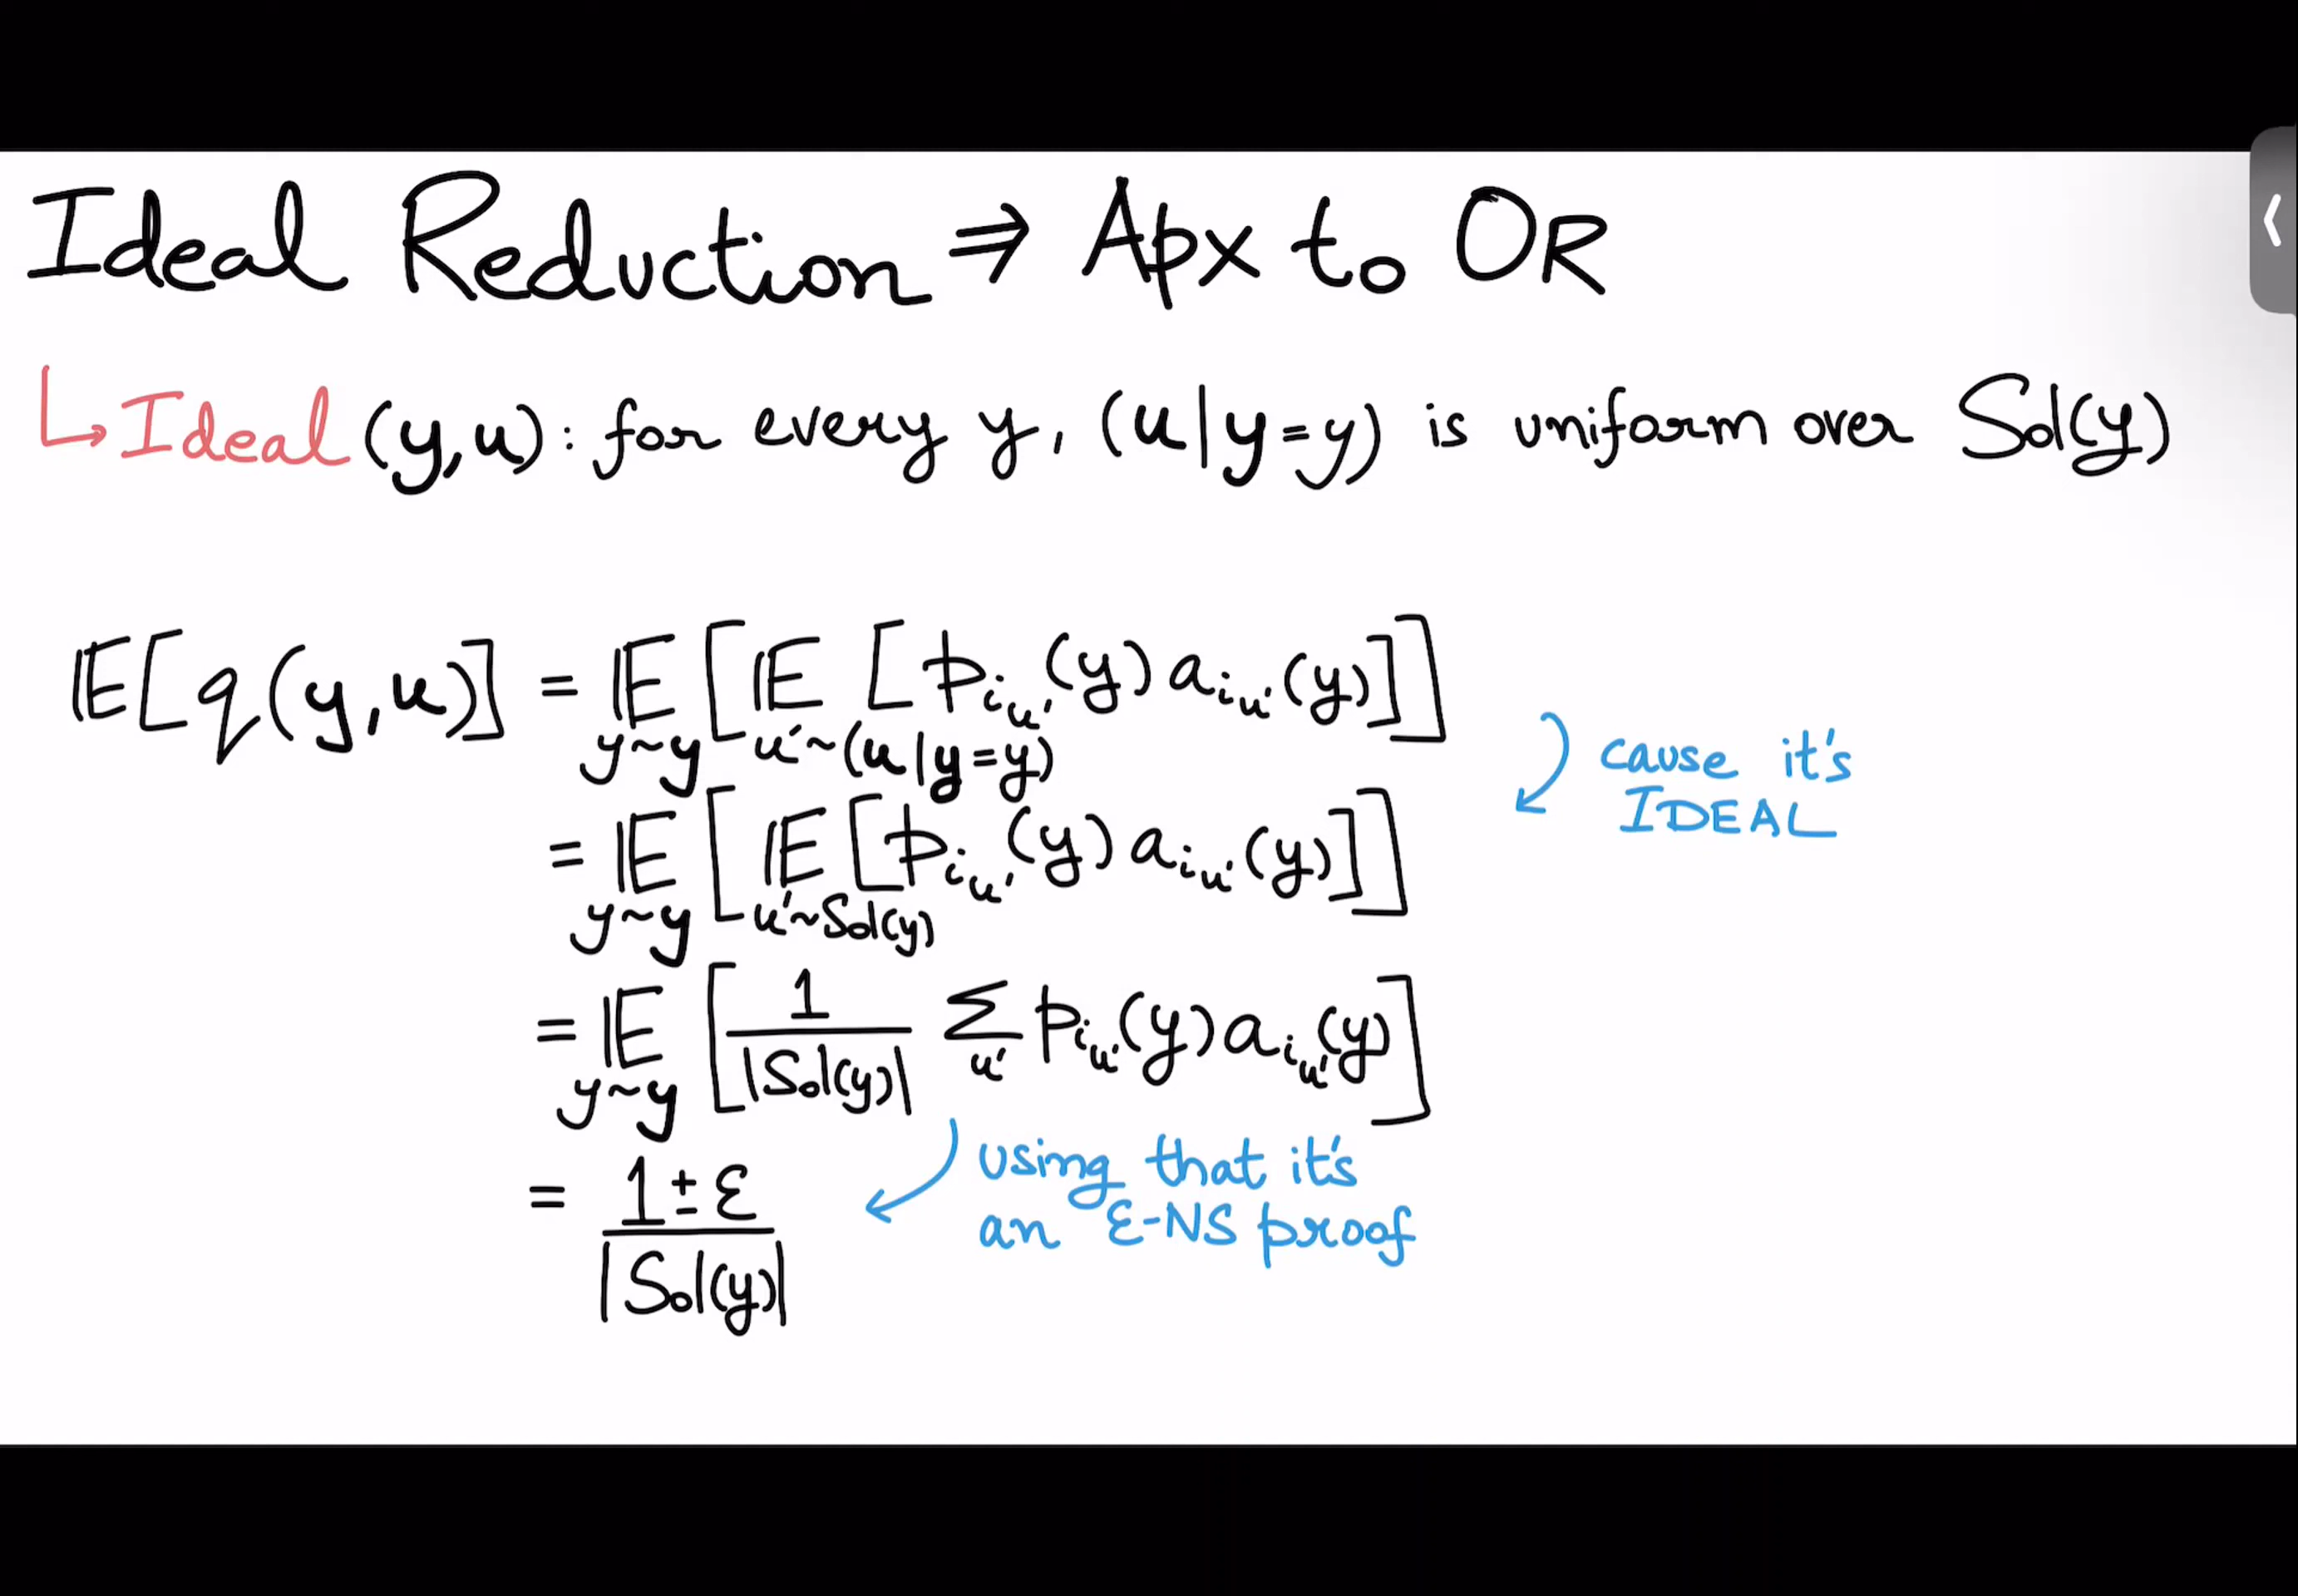 Ideal Reduction ⇒ Apx to OR
↳ Ideal (y, u): for every y, (u | y = y) is uniform over Sol(y)
𝔼[q(y, u)] = 𝔼_{y~y} [ 𝔼_{u'~(u|y=y)} [ p_{i_{u'}}(y) a_{i_{u'}}(y) ] ]
cause it's
IDEAL
= 𝔼_{y~y} [ 𝔼_{u'~Sol(y)} [ p_{i_{u'}}(y) a_{i_{u'}}(y) ] ]
= 𝔼_{y~y} [ 1/|Sol(y)| Σ_{u'} p_{i_{u'}}(y) a_{i_{u'}}(y) ]
using that it's
an ε-NS proof
= (1 ± ε)/|Sol(y)|